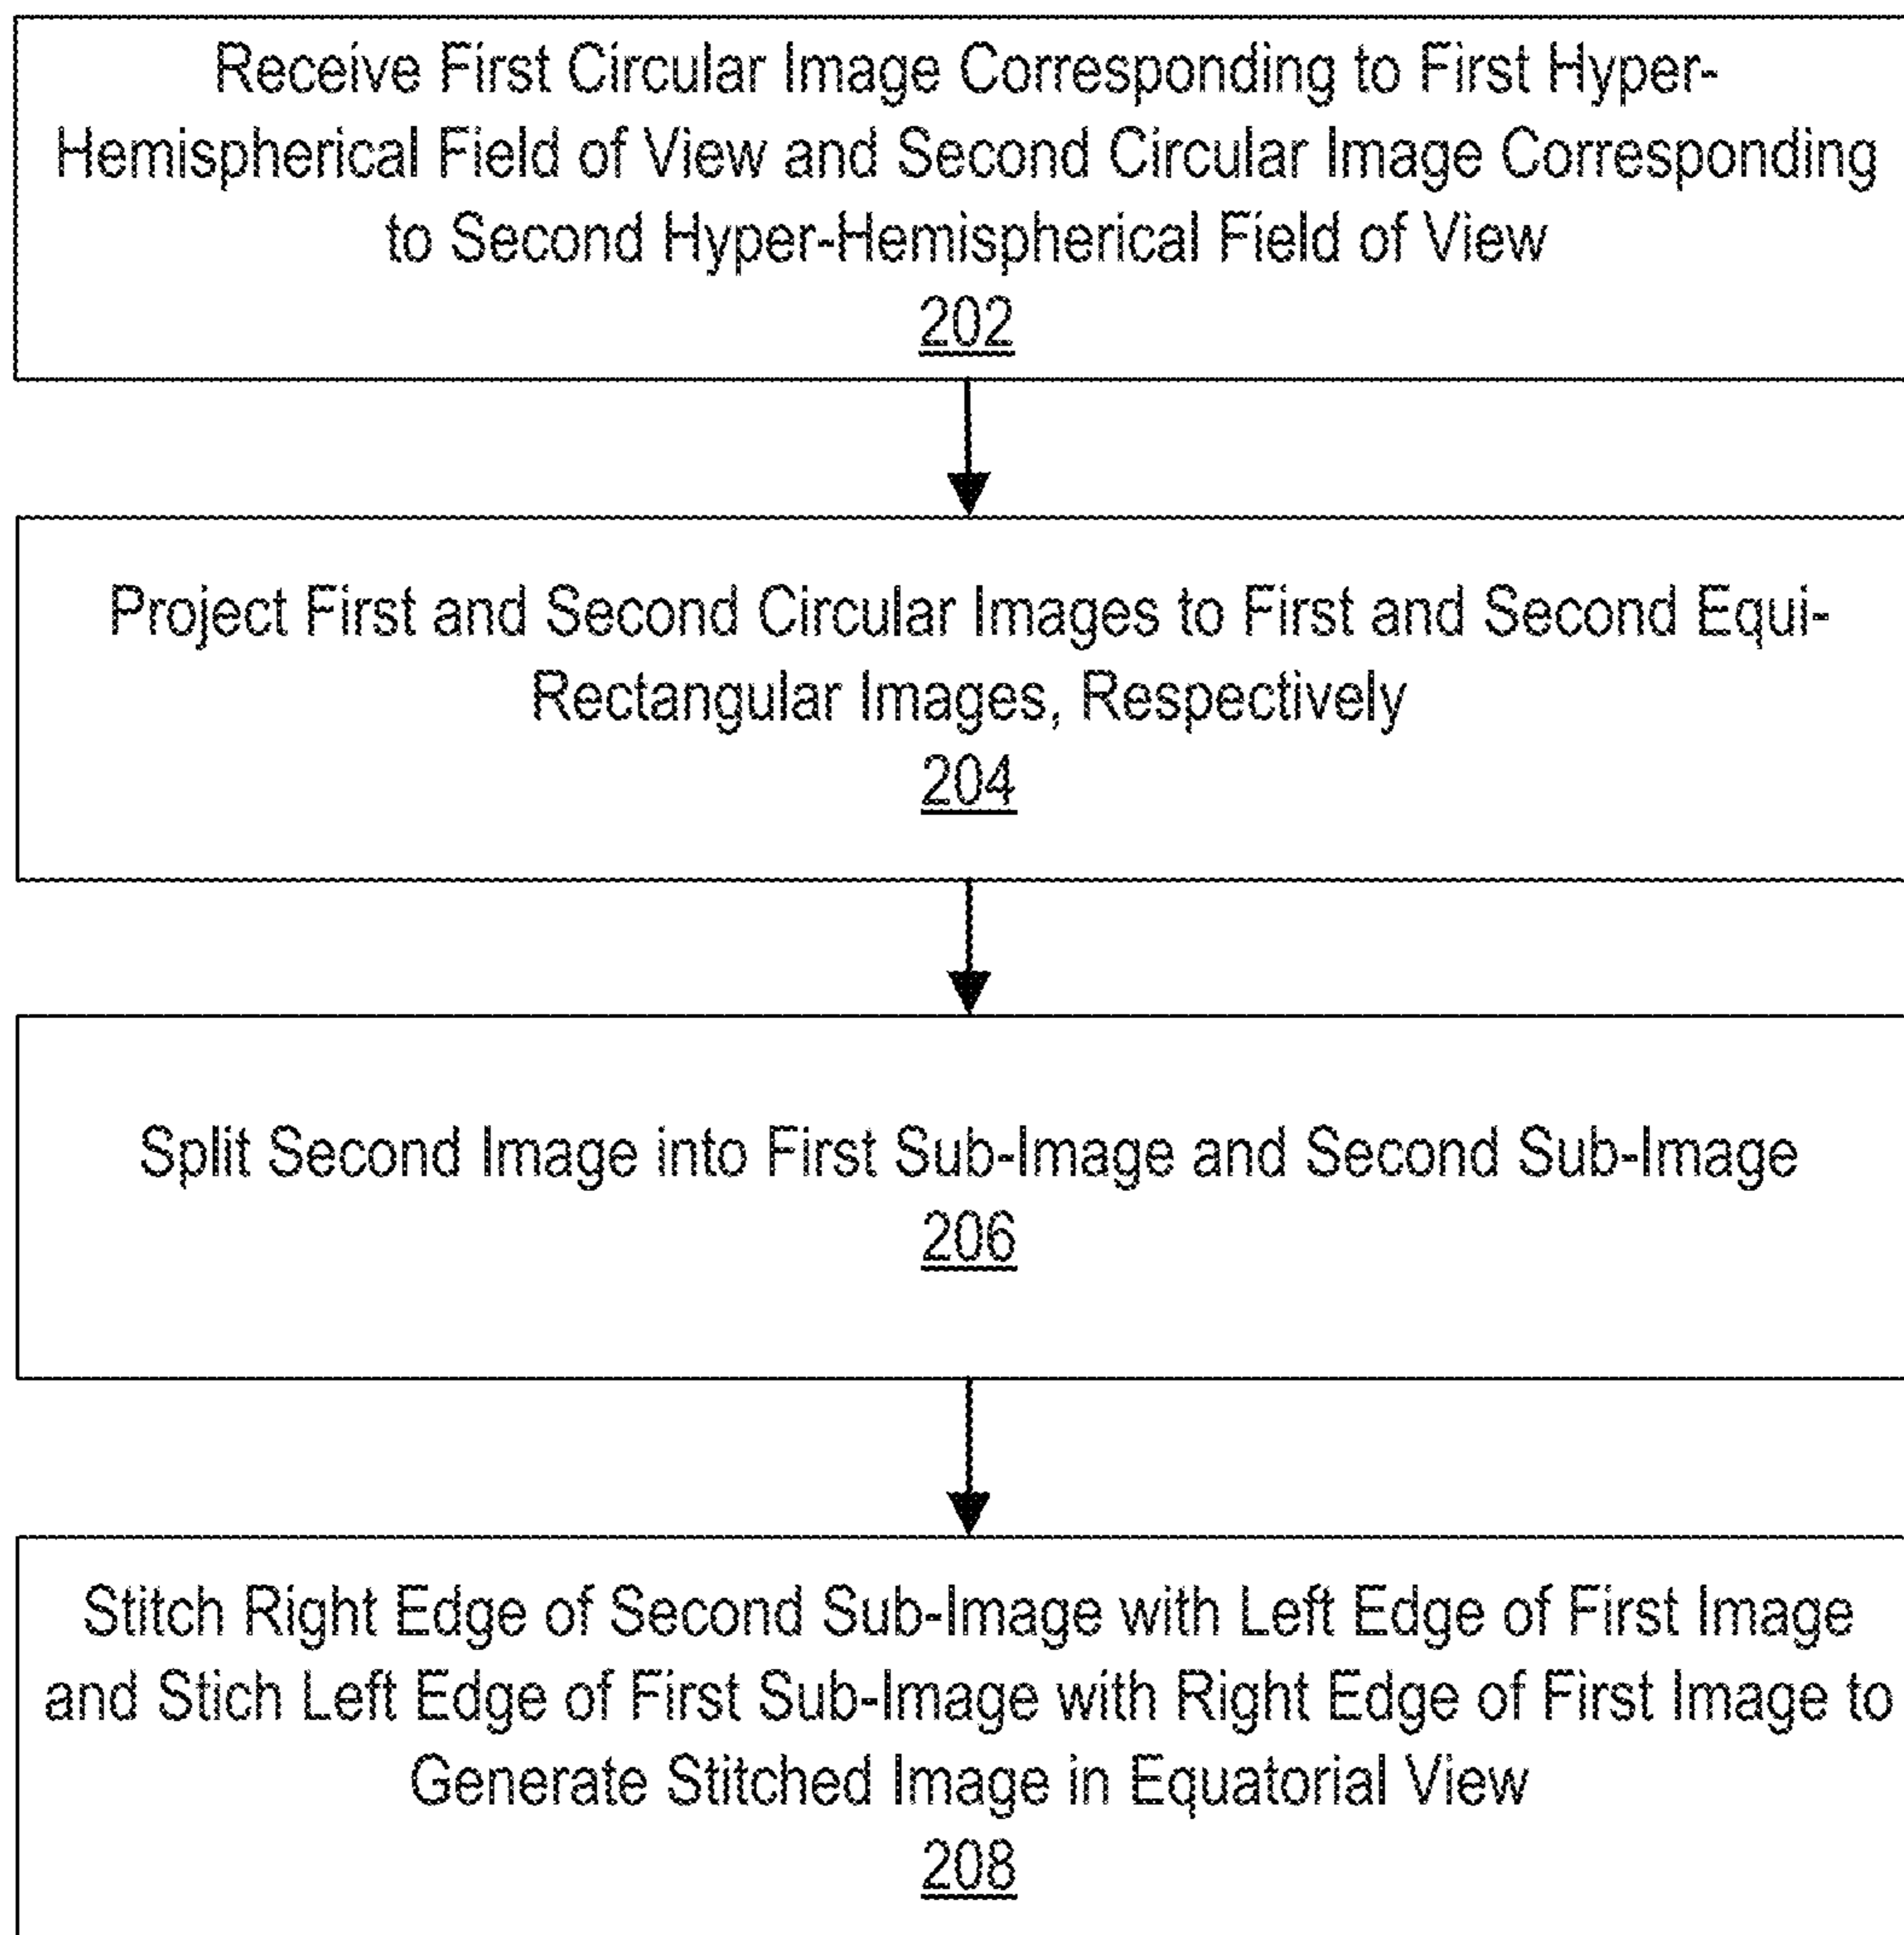 Receive First Circular Image Corresponding to First Hyper-
Hemispherical Field of View and Second Circular Image Corresponding
to Second Hyper-Hemispherical Field of View
202
Project First and Second Circular Images to First and Second Equi-
Rectangular Images, Respectively
204
Split Second Image into First Sub-Image and Second Sub-Image
206
Stitch Right Edge of Second Sub-Image with Left Edge of First Image
and Stich Left Edge of First Sub-Image with Right Edge of First Image to
Generate Stitched Image in Equatorial View
208